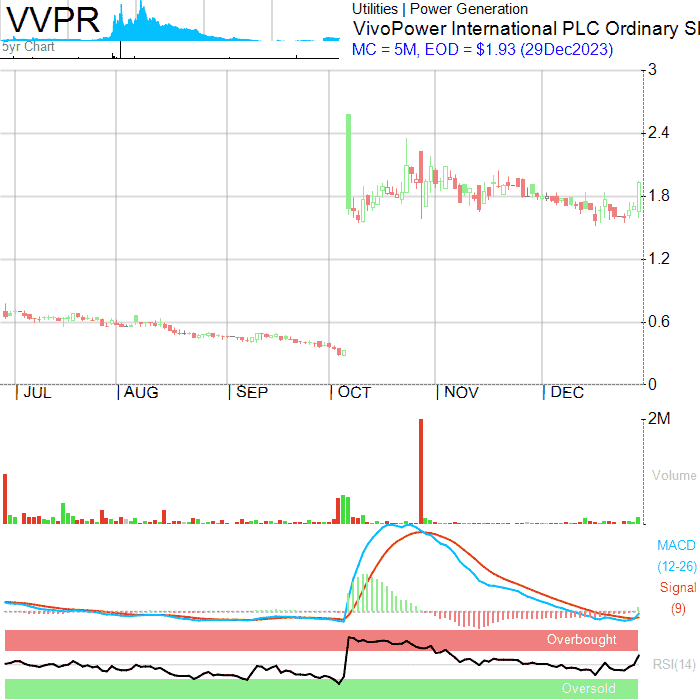 VVPR
5yr Chart
Utilities | Power Generation
VivoPower International PLC Ordinary Sl
MC = 5M, EOD = $1.93 (29Dec2023)
3
2.4
1.8
1.2
0.6
0
JUL AUG SEP OCT NOV DEC
2M
Volume
MACD
(12-26)
Signal
(9)
Overbought
RSI(14)
Oversold